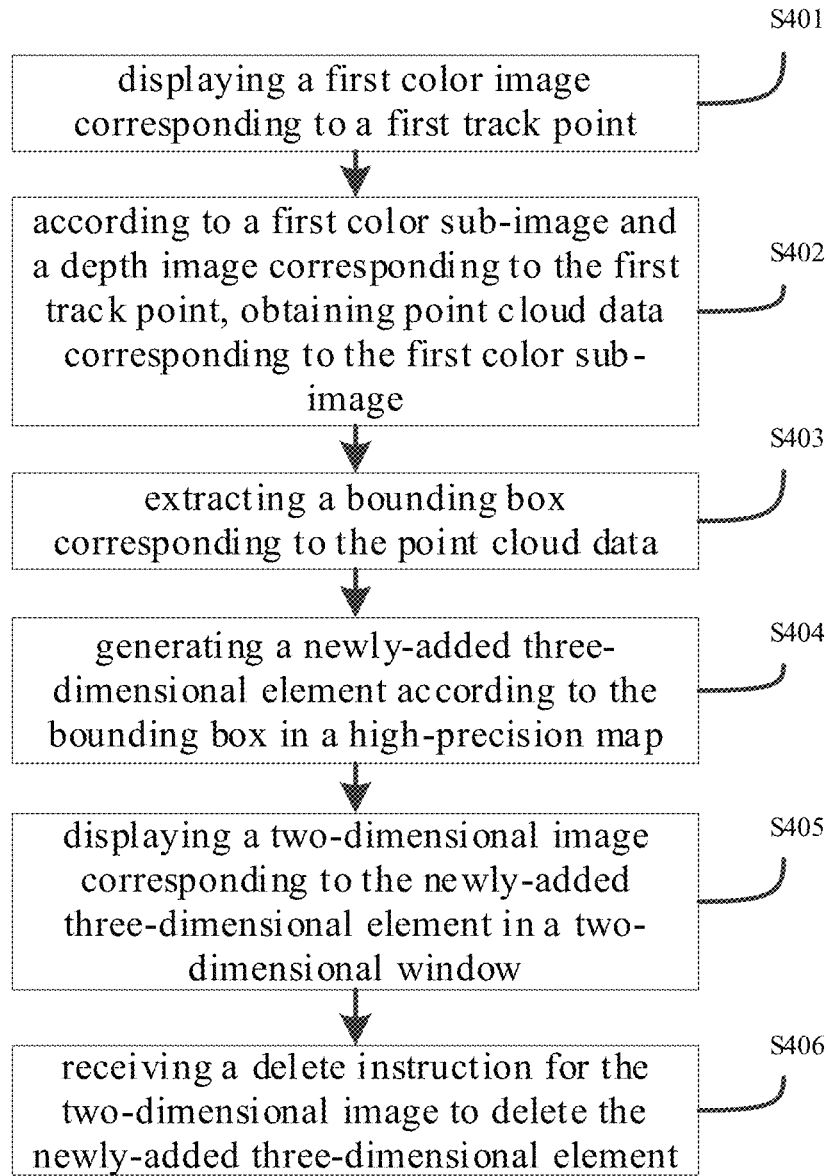 S401
displaying a first color image
corresponding to a first track point
according to a first color sub-image and
a depth image corresponding to the first
track point, obtaining point cloud data
corresponding to the first color sub-
image
S402
S403
extracting a bounding box
corresponding to the point cloud data
S404
generating a newly-added three-
dimensional element according to the
bounding box in a high-precision map
S405
displaying a two-dimensional image
corresponding to the newly-added
three-dimensional element in a two-
dimensional window
S406
receiving a delete instruction for the
two-dimensional image to delete the
newly-added three-dimensional element